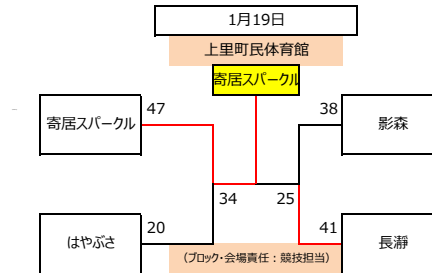 1月19日
上里町民体育館
寄居スパークル
寄居スパークル 47 38 影森
34 25
はやぶさ 20 41 長瀞
(ブロック・会場責任：競技担当)